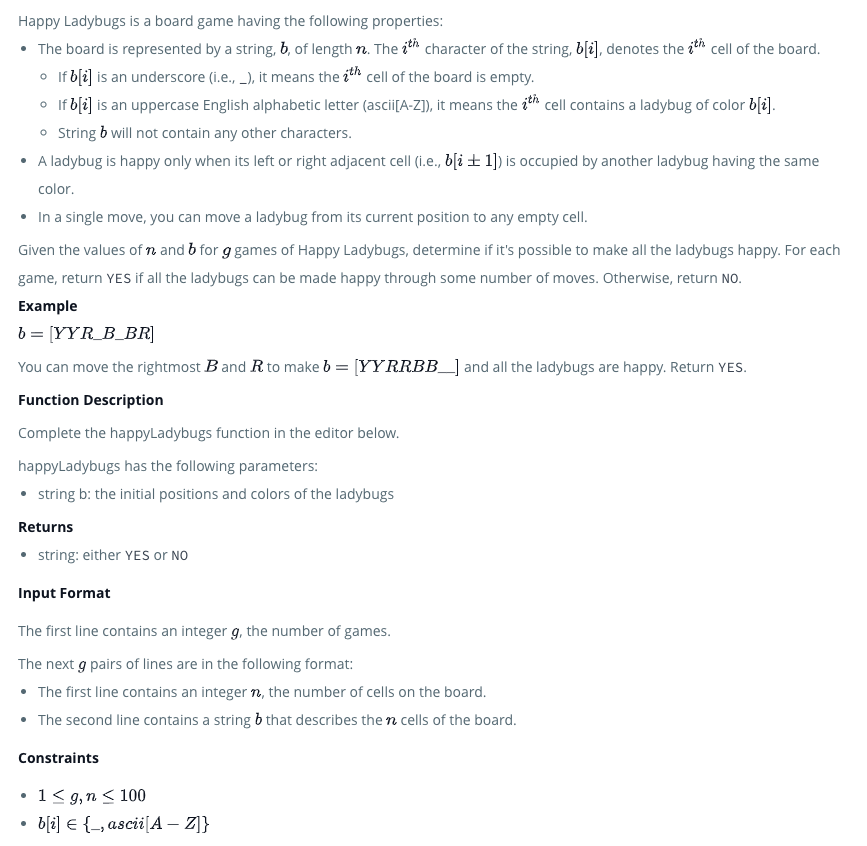 Happy Ladybugs is a board game having the following properties:
• The board is represented by a string, b, of length n. The i^th character of the string, b[i], denotes the i^th cell of the board.
◦ If b[i] is an underscore (i.e., _), it means the i^th cell of the board is empty.
◦ If b[i] is an uppercase English alphabetic letter (ascii[A-Z]), it means the i^th cell contains a ladybug of color b[i].
◦ String b will not contain any other characters.
• A ladybug is happy only when its left or right adjacent cell (i.e., b[i ± 1]) is occupied by another ladybug having the same
color.
• In a single move, you can move a ladybug from its current position to any empty cell.
Given the values of n and b for g games of Happy Ladybugs, determine if it's possible to make all the ladybugs happy. For each
game, return YES if all the ladybugs can be made happy through some number of moves. Otherwise, return NO.
Example
b = [YYR_B_BR]
You can move the rightmost B and R to make b = [YYRRBB__] and all the ladybugs are happy. Return YES.
Function Description
Complete the happyLadybugs function in the editor below.
happyLadybugs has the following parameters:
• string b: the initial positions and colors of the ladybugs
Returns
• string: either YES or NO
Input Format
The first line contains an integer g, the number of games.
The next g pairs of lines are in the following format:
• The first line contains an integer n, the number of cells on the board.
• The second line contains a string b that describes the n cells of the board.
Constraints
• 1 ≤ g, n ≤ 100
• b[i] ∈ {_, ascii[A − Z]}